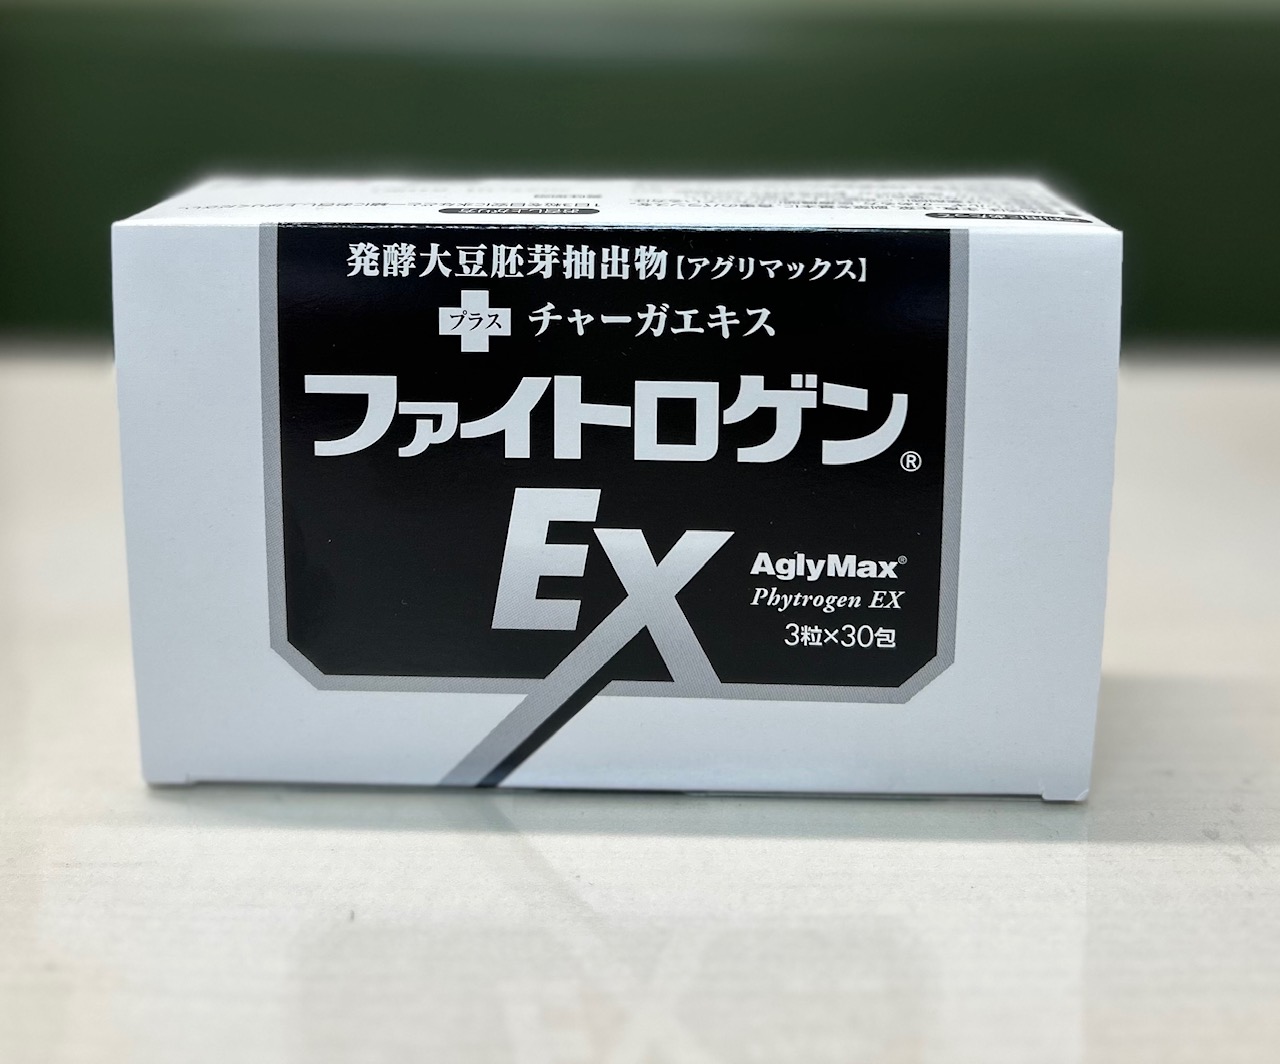 発酵大豆胚芽抽出物【アグリマックス】
プラス チャーガエキス
ファイトロゲン®
EX
AglyMax®
Phytrogen EX
3粒×30包